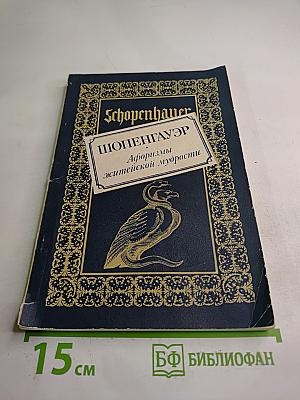 Schopenhauer
ШОПЕНГАУЭР
Афоризмы
житейской мудрости
15 см
БФ БИБЛИОФАН